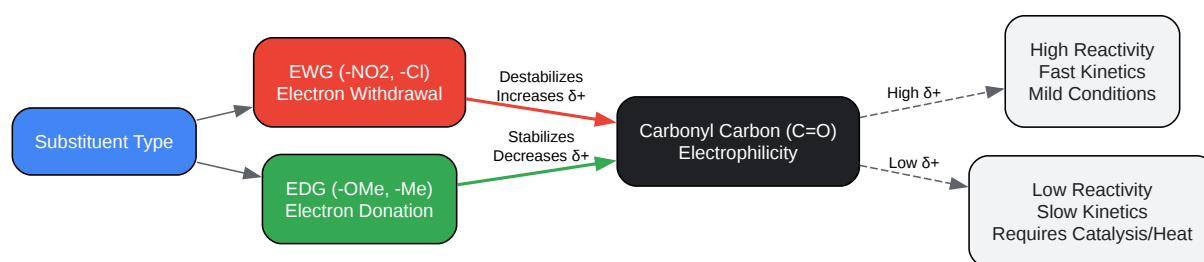 Substituent Type
EWG (-NO2, -Cl)
Electron Withdrawal
EDG (-OMe, -Me)
Electron Donation
Destabilizes
Increases δ+
Stabilizes
Decreases δ+
Carbonyl Carbon (C=O)
Electrophilicity
High δ+
Low δ+
High Reactivity
Fast Kinetics
Mild Conditions
Low Reactivity
Slow Kinetics
Requires Catalysis/Heat